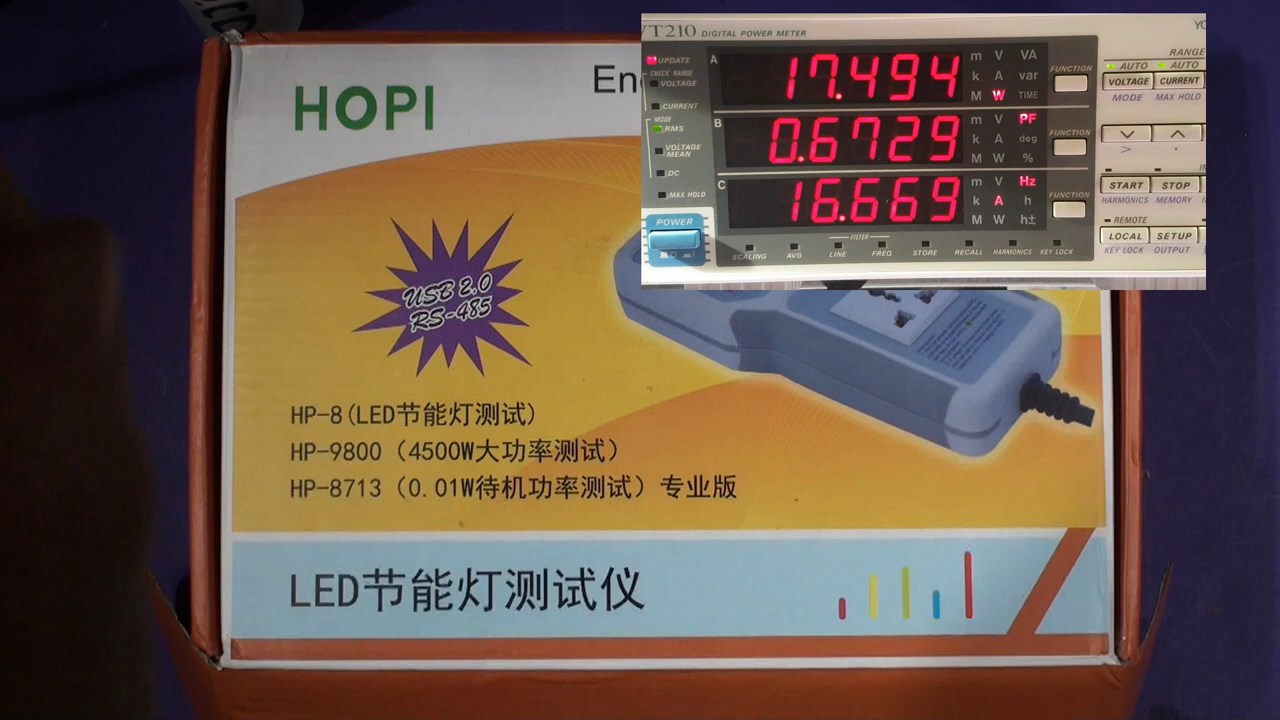 HOPI
USB 2.0
RS-485
HP-8(LED节能灯测试)
HP-9800（4500W大功率测试）
HP-8713（0.01W待机功率测试）专业版
LED节能灯测试仪
DIGITAL POWER METER
UPDATE
CHECK RANGE
VOLTAGE
CURRENT
MODE
RMS
VOLTAGE
MEAN
DC
MAX HOLD
POWER
A 17.494 m V VA
k A var
M W TIME
B 0.6729 m V PF
k A deg
M W %
C 16.669 m V Hz
k A h
M W h±
FUNCTION
FUNCTION
FUNCTION
FILTER
SCALING AVG LINE FREQ STORE RECALL HARMONICS KEY LOCK
RANGE
AUTO AUTO
VOLTAGE CURRENT
MODE MAX HOLD
START STOP
HARMONICS MEMORY
REMOTE
LOCAL SETUP
KEY LOCK OUTPUT